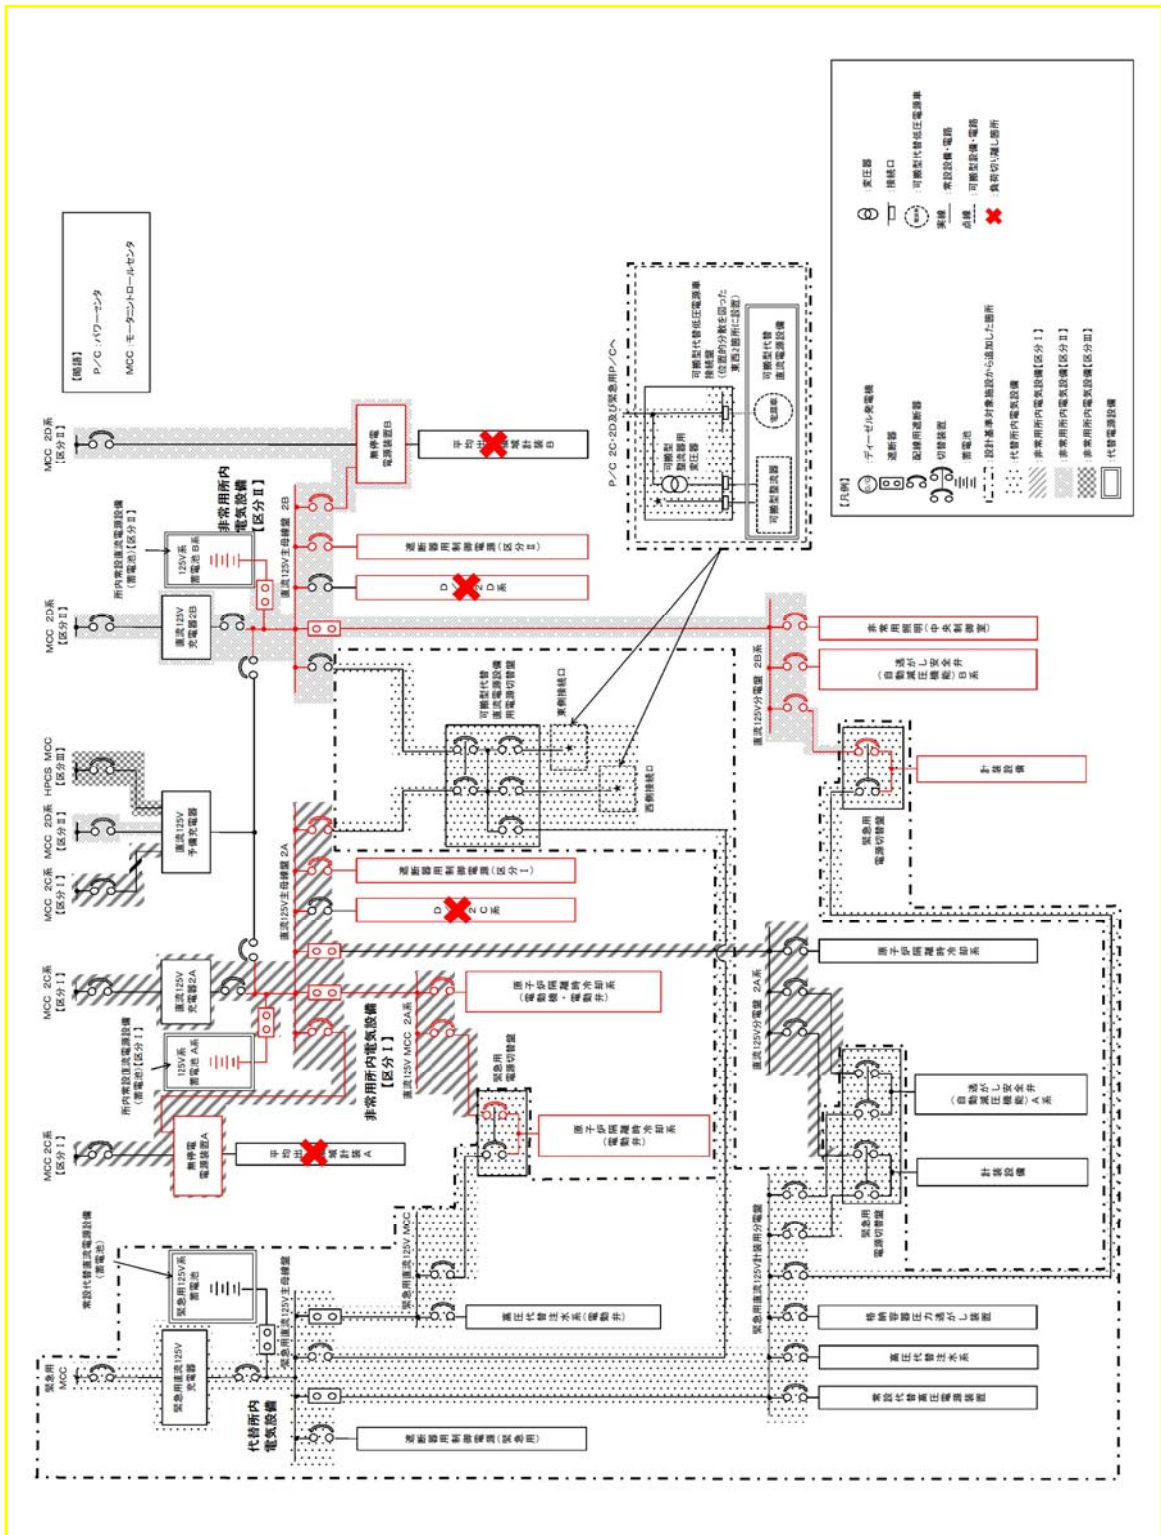 【略語】
P/C：パワーセンタ
MCC：モータコントロールセンタ
MCC 2D系
【区分Ⅱ】
無停電
電源装置B
非常用所内
電気設備
【区分Ⅱ】
所内常設直流電源設備
(蓄電池)【区分Ⅱ】
125V系
蓄電池 B系
MCC 2D系
【区分Ⅱ】
直流125V
充電器2B
直流125V主母線盤 2B
遮断器用制御電源(区分Ⅱ)
HPCS MCC
【区分Ⅲ】
MCC 2D系
【区分Ⅱ】
MCC 2C系
【区分Ⅰ】
直流125V
予備充電器
MCC 2C系
【区分Ⅰ】
直流125V
充電器2A
所内常設直流電源設備
(蓄電池)【区分Ⅰ】
125V系
蓄電池 A系
MCC 2C系
【区分Ⅰ】
無停電
電源装置A
直流125V主母線盤 2A
遮断器用制御電源(区分Ⅰ)
非常用所内電気設備
【区分Ⅰ】
直流125V MCC 2A系
原子炉隔離時冷却系
(電動機・電動弁)
緊急用
電源切替盤
原子炉隔離時冷却系
(電動弁)
可搬型代替
直流電源設備
用電源切替盤
東側接続口
西側接続口
P/C 2C・2D及び緊急用P/Cへ
可搬型代替低圧電源車
接続盤
(位置的分散を図った
東西2箇所に設置)
可搬型
整流器用
変圧器
可搬型整流器
可搬型代替
直流電源設備
電源車
直流125V分電盤 2B系
非常用照明(中央制御室)
逃がし安全弁
(自動減圧機能)B系
緊急用
電源切替盤
計装設備
直流125V分電盤 2A系
原子炉隔離時冷却系
逃がし安全弁
(自動減圧機能)A系
計装設備
緊急用
電源切替盤
常設代替直流電源設備
(蓄電池)
緊急用125V系
蓄電池
緊急用
MCC
緊急用直流125V
充電器
代替所内
電気設備
緊急用直流125V主母線盤
遮断器用制御電源(緊急用)
緊急用直流125V MCC
高圧代替注水系(電動弁)
緊急用直流125V計装用分電盤
格納容器圧力逃がし装置
高圧代替注水系
常設代替高圧電源装置
【凡例】
：ディーゼル発電機
：遮断器
：配線用遮断器
：切替装置
：蓄電池
：設計基準対象施設から追加した箇所
：代替所内電気設備
：非常用所内電気設備【区分Ⅰ】
：非常用所内電気設備【区分Ⅱ】
：非常用所内電気設備【区分Ⅲ】
：代替電源設備
：変圧器
：接続口
：可搬型代替低圧電源車
実線：常設設備・電路
点線：可搬型設備・電路
：負荷切り離し箇所